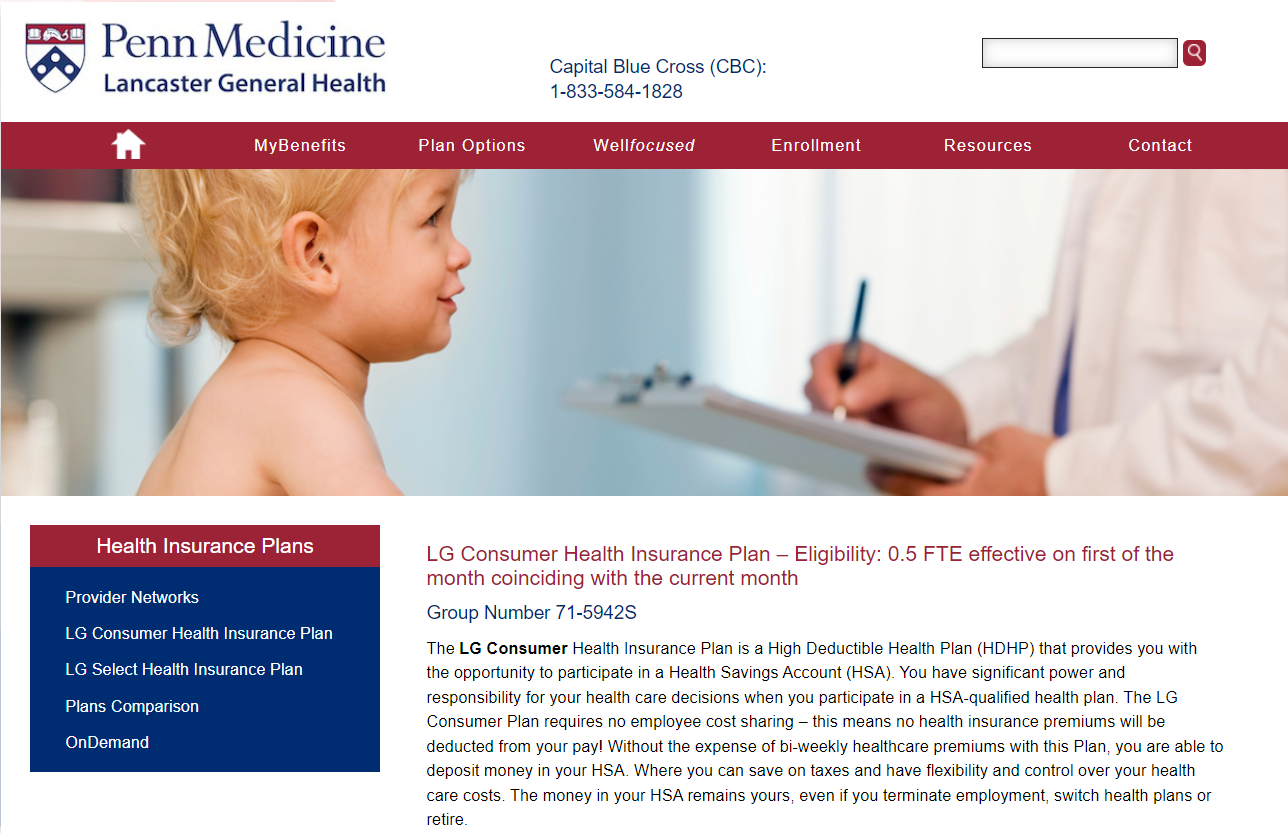 Penn Medicine
Lancaster General Health
Capital Blue Cross (CBC):
1-833-584-1828
MyBenefits
Plan Options
Wellfocused
Enrollment
Resources
Contact
Health Insurance Plans
Provider Networks
LG Consumer Health Insurance Plan
LG Select Health Insurance Plan
Plans Comparison
OnDemand
LG Consumer Health Insurance Plan – Eligibility: 0.5 FTE effective on first of the
month coinciding with the current month
Group Number 71-5942S
The LG Consumer Health Insurance Plan is a High Deductible Health Plan (HDHP) that provides you with
the opportunity to participate in a Health Savings Account (HSA). You have significant power and
responsibility for your health care decisions when you participate in a HSA-qualified health plan. The LG
Consumer Plan requires no employee cost sharing – this means no health insurance premiums will be
deducted from your pay! Without the expense of bi-weekly healthcare premiums with this Plan, you are able to
deposit money in your HSA. Where you can save on taxes and have flexibility and control over your health
care costs. The money in your HSA remains yours, even if you terminate employment, switch health plans or
retire.